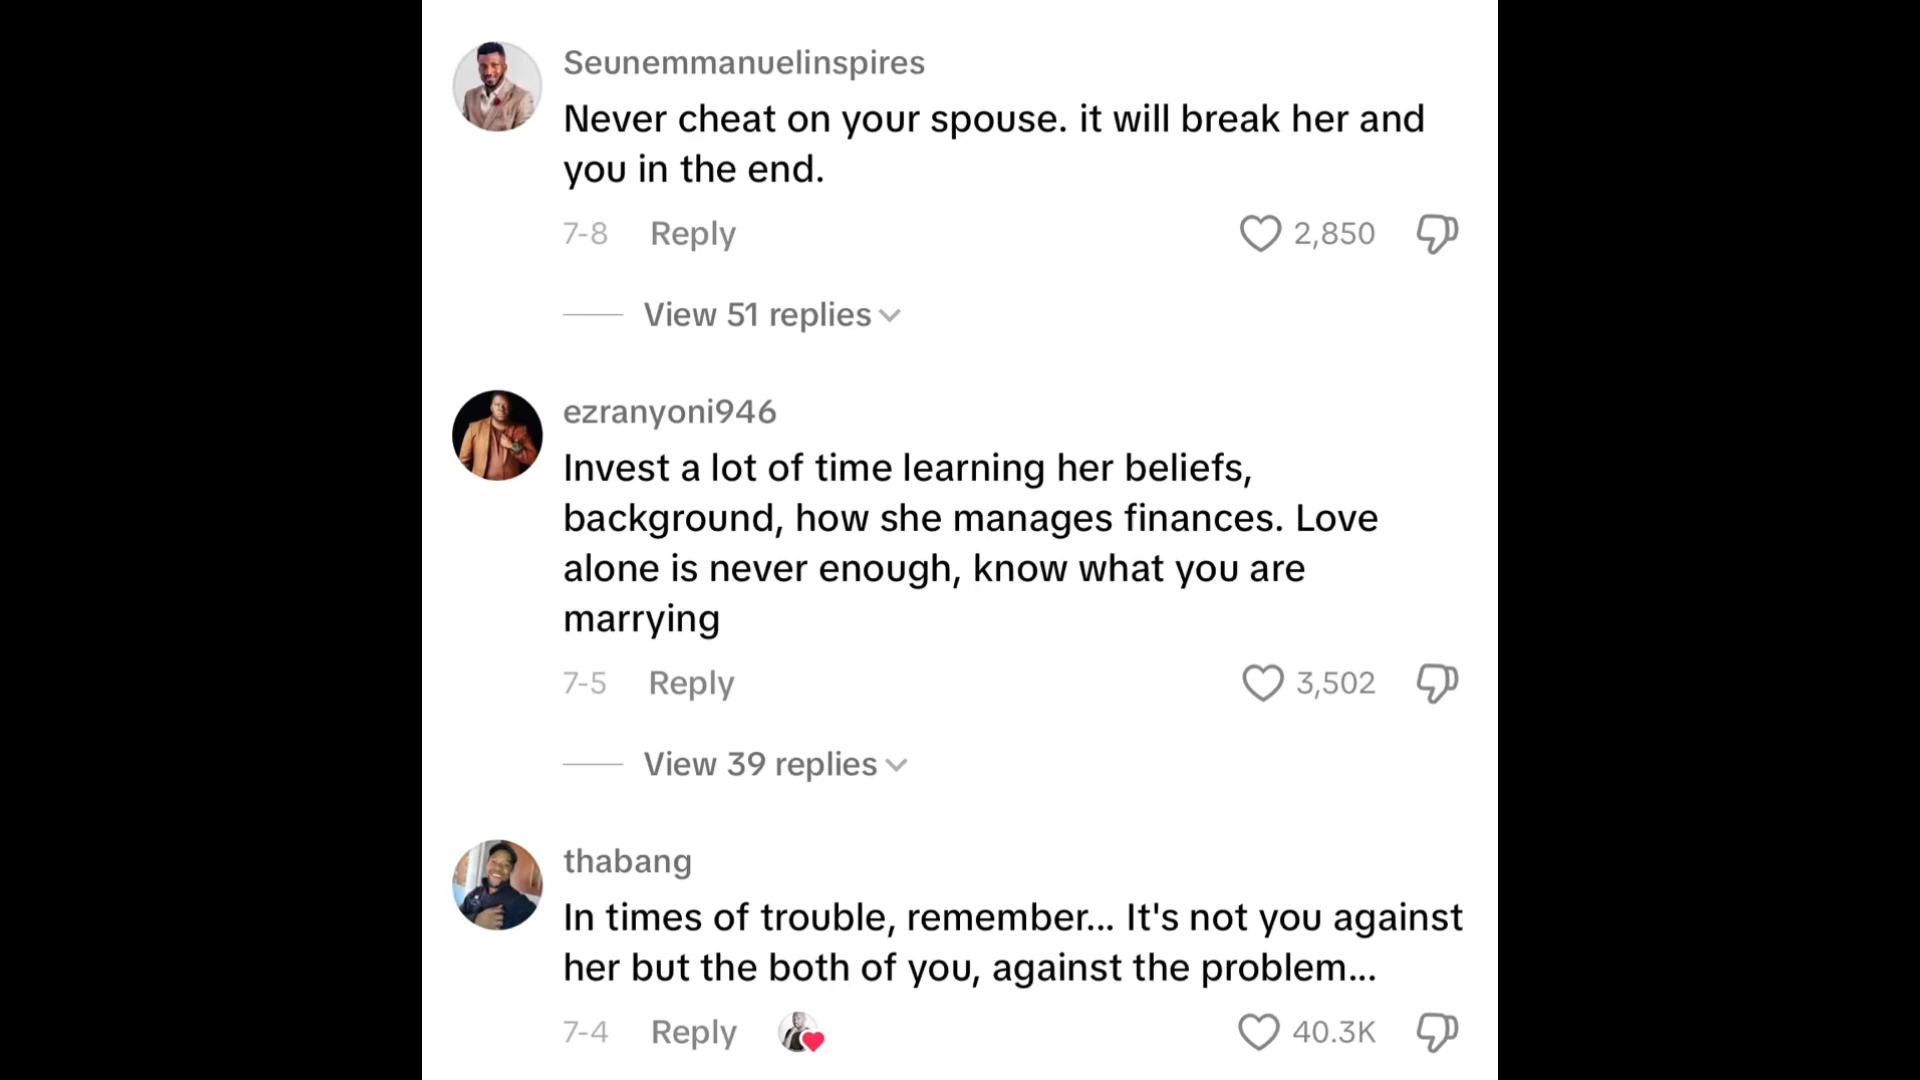 Seunemmanuelinspires
Never cheat on your spouse. it will break her and
you in the end.
7-8 Reply 2,850
View 51 replies
ezranyoni946
Invest a lot of time learning her beliefs,
background, how she manages finances. Love
alone is never enough, know what you are
marrying
7-5 Reply 3,502
View 39 replies
thabang
In times of trouble, remember... It's not you against
her but the both of you, against the problem...
7-4 Reply 40.3K